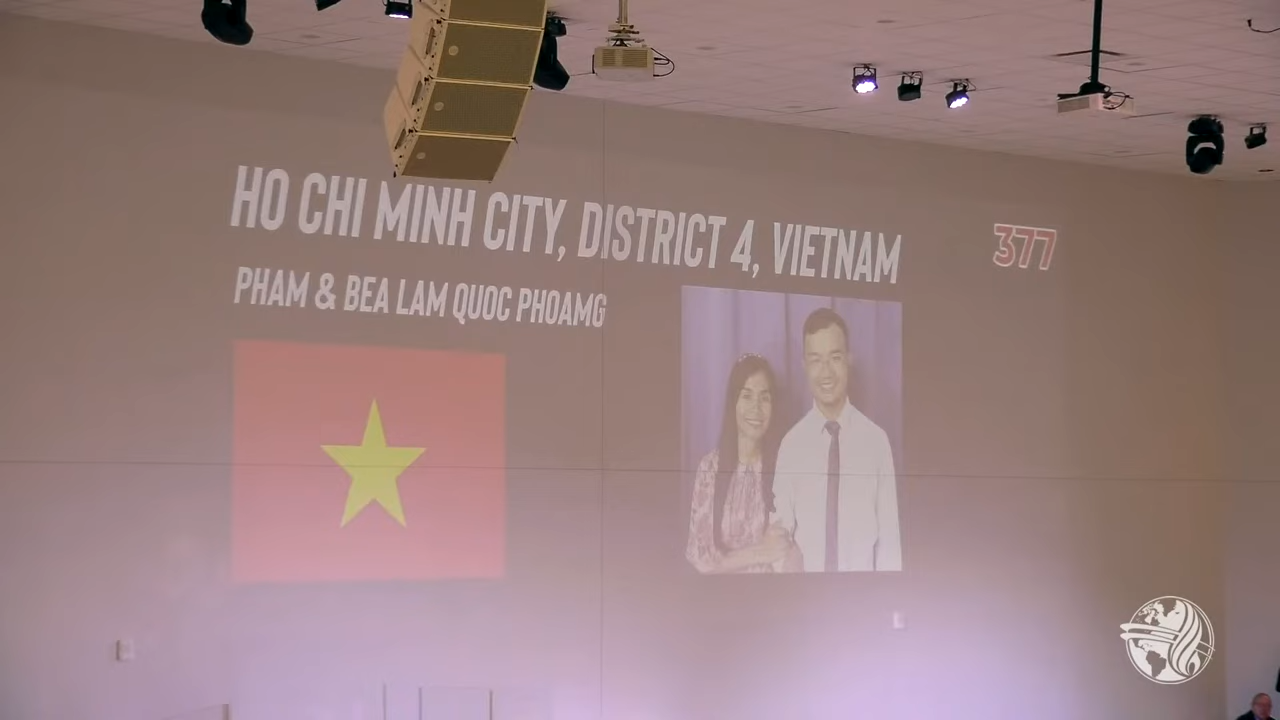 HO CHI MINH CITY, DISTRICT 4, VIETNAM
377
PHAM & BEA LAM QUOC PHOAMG